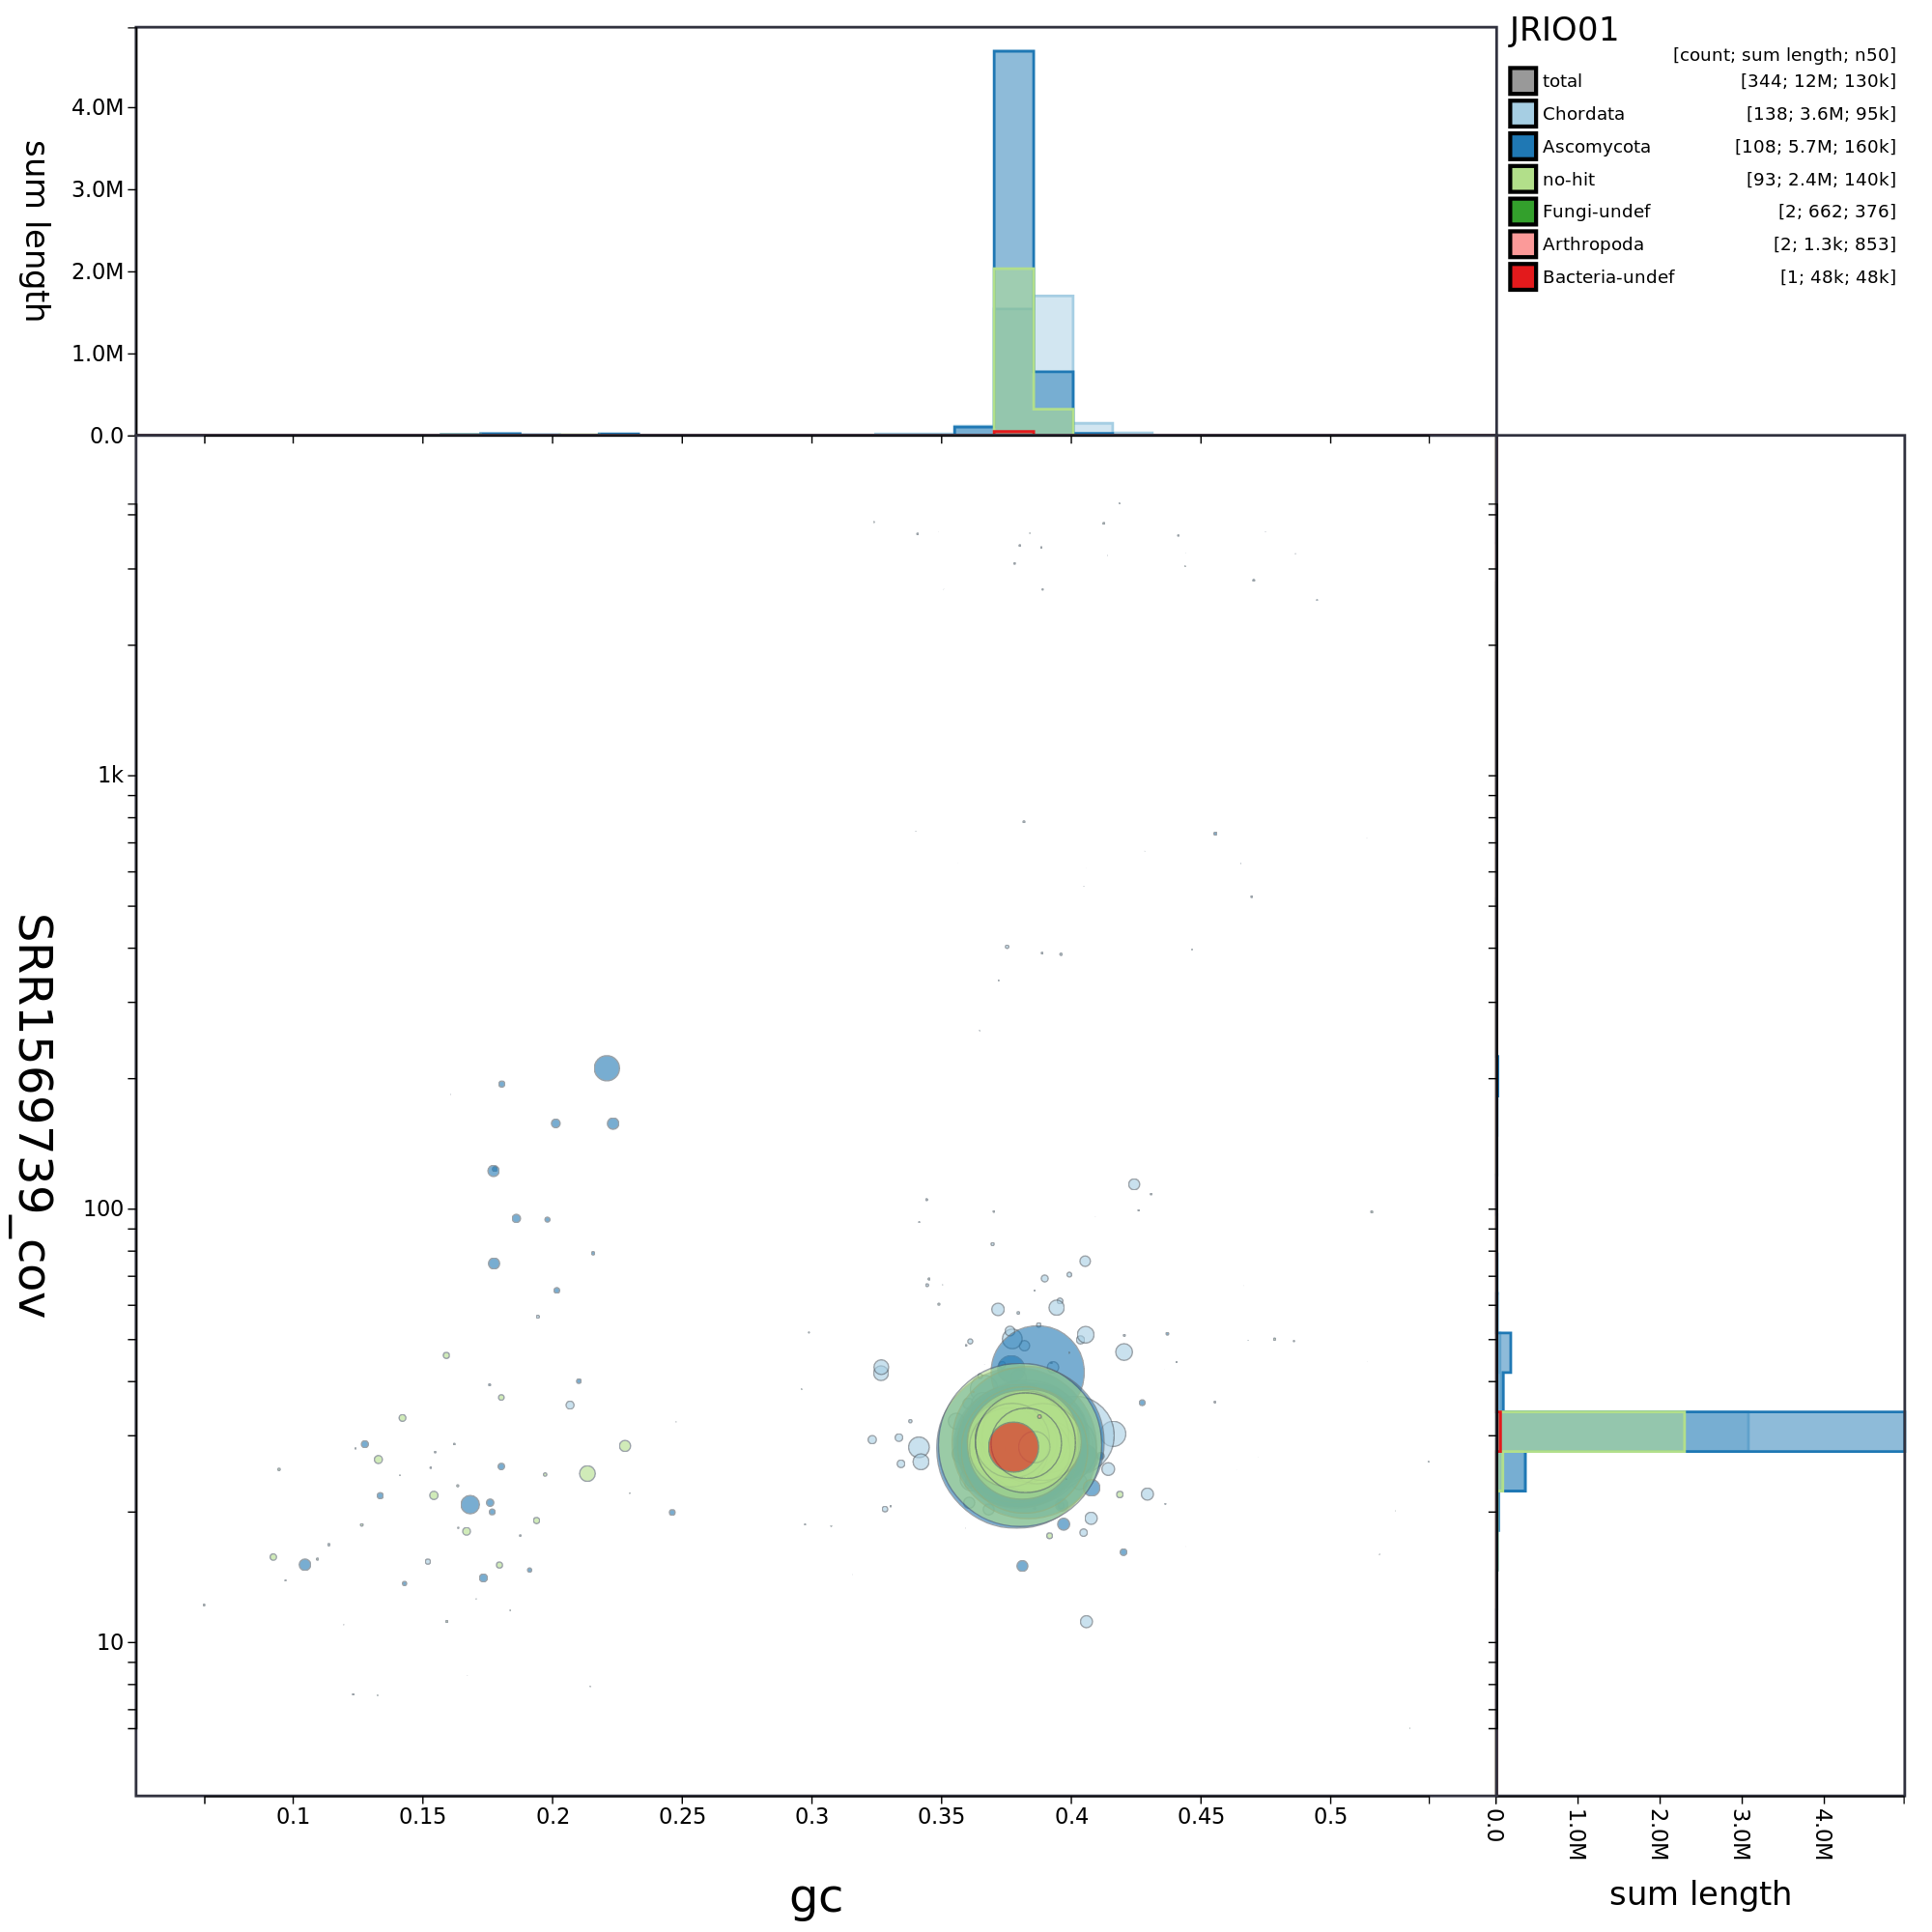 JRIO01
[count; sum length; n50]
total [344; 12M; 130k]
Chordata [138; 3.6M; 95k]
Ascomycota [108; 5.7M; 160k]
no-hit [93; 2.4M; 140k]
Fungi-undef [2; 662; 376]
Arthropoda [2; 1.3k; 853]
Bacteria-undef [1; 48k; 48k]
sum length
4.0M
3.0M
2.0M
1.0M
0.0
SRR1569739_cov
1k
100
10
0.1 0.15 0.2 0.25 0.3 0.35 0.4 0.45 0.5
gc
0.0 1.0M 2.0M 3.0M 4.0M
sum length